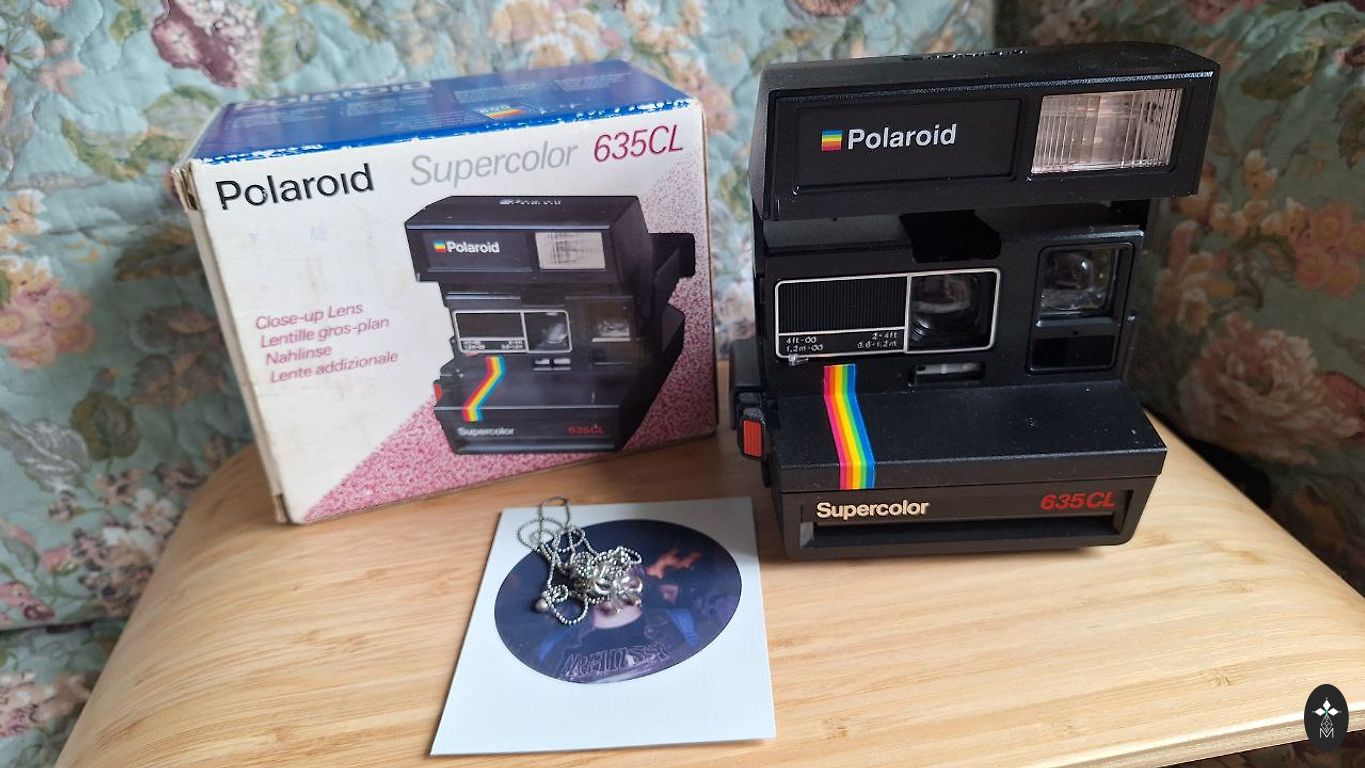 Polaroid
Supercolor 635CL
Polaroid
Close-up Lens
Lentille gros-plan
Nahlinse
Lente addizionale
Supercolor
635CL
Polaroid
4ft-∞
1,2m-∞
2-4ft
0.6-1,2m
Supercolor
635CL
M